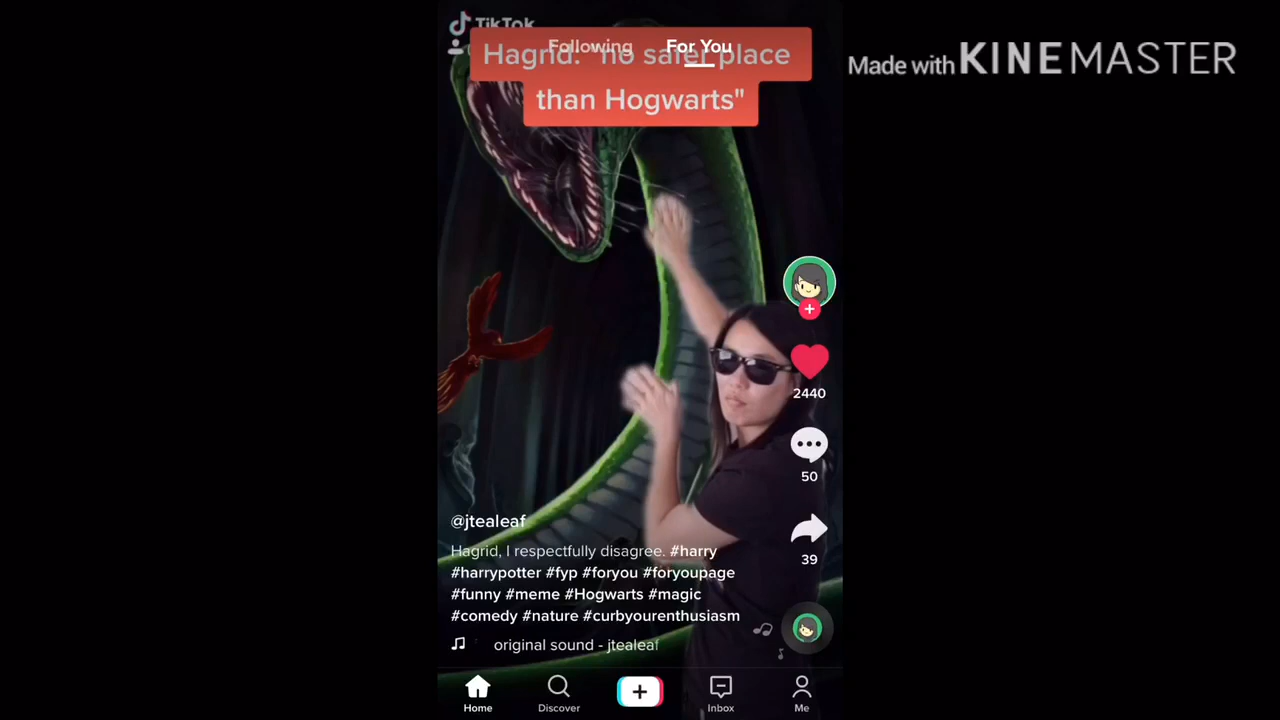 TikTok
Following For You
Hagrid: "no safer place
than Hogwarts"
Made with KINEMASTER
2440
50
39
@jtealeaf
Hagrid, I respectfully disagree. #harry
#harrypotter #fyp #foryou #foryoupage
#funny #meme #Hogwarts #magic
#comedy #nature #curbyourenthusiasm
original sound - jtealeaf
Home Discover Inbox Me